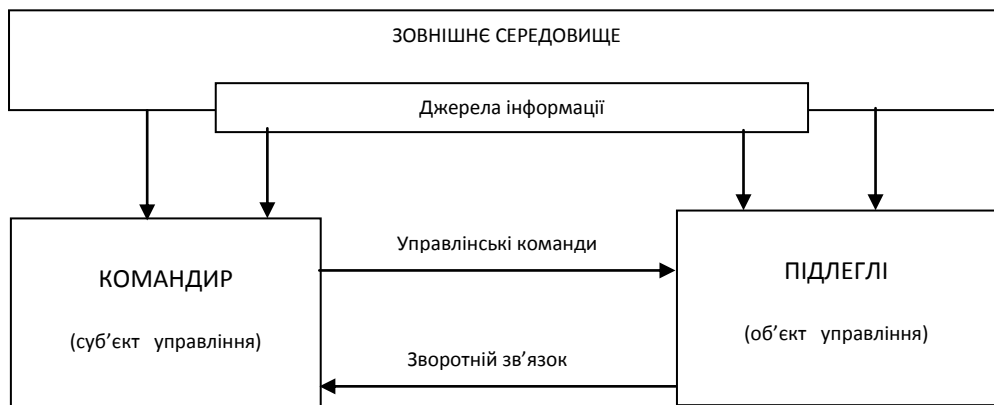 ЗОВНІШНЄ СЕРЕДОВИЩЕ
Джерела інформації
Управлінські команди
КОМАНДИР
(суб’єкт управління)
ПІДЛЕГЛІ
(об’єкт управління)
Зворотній зв’язок